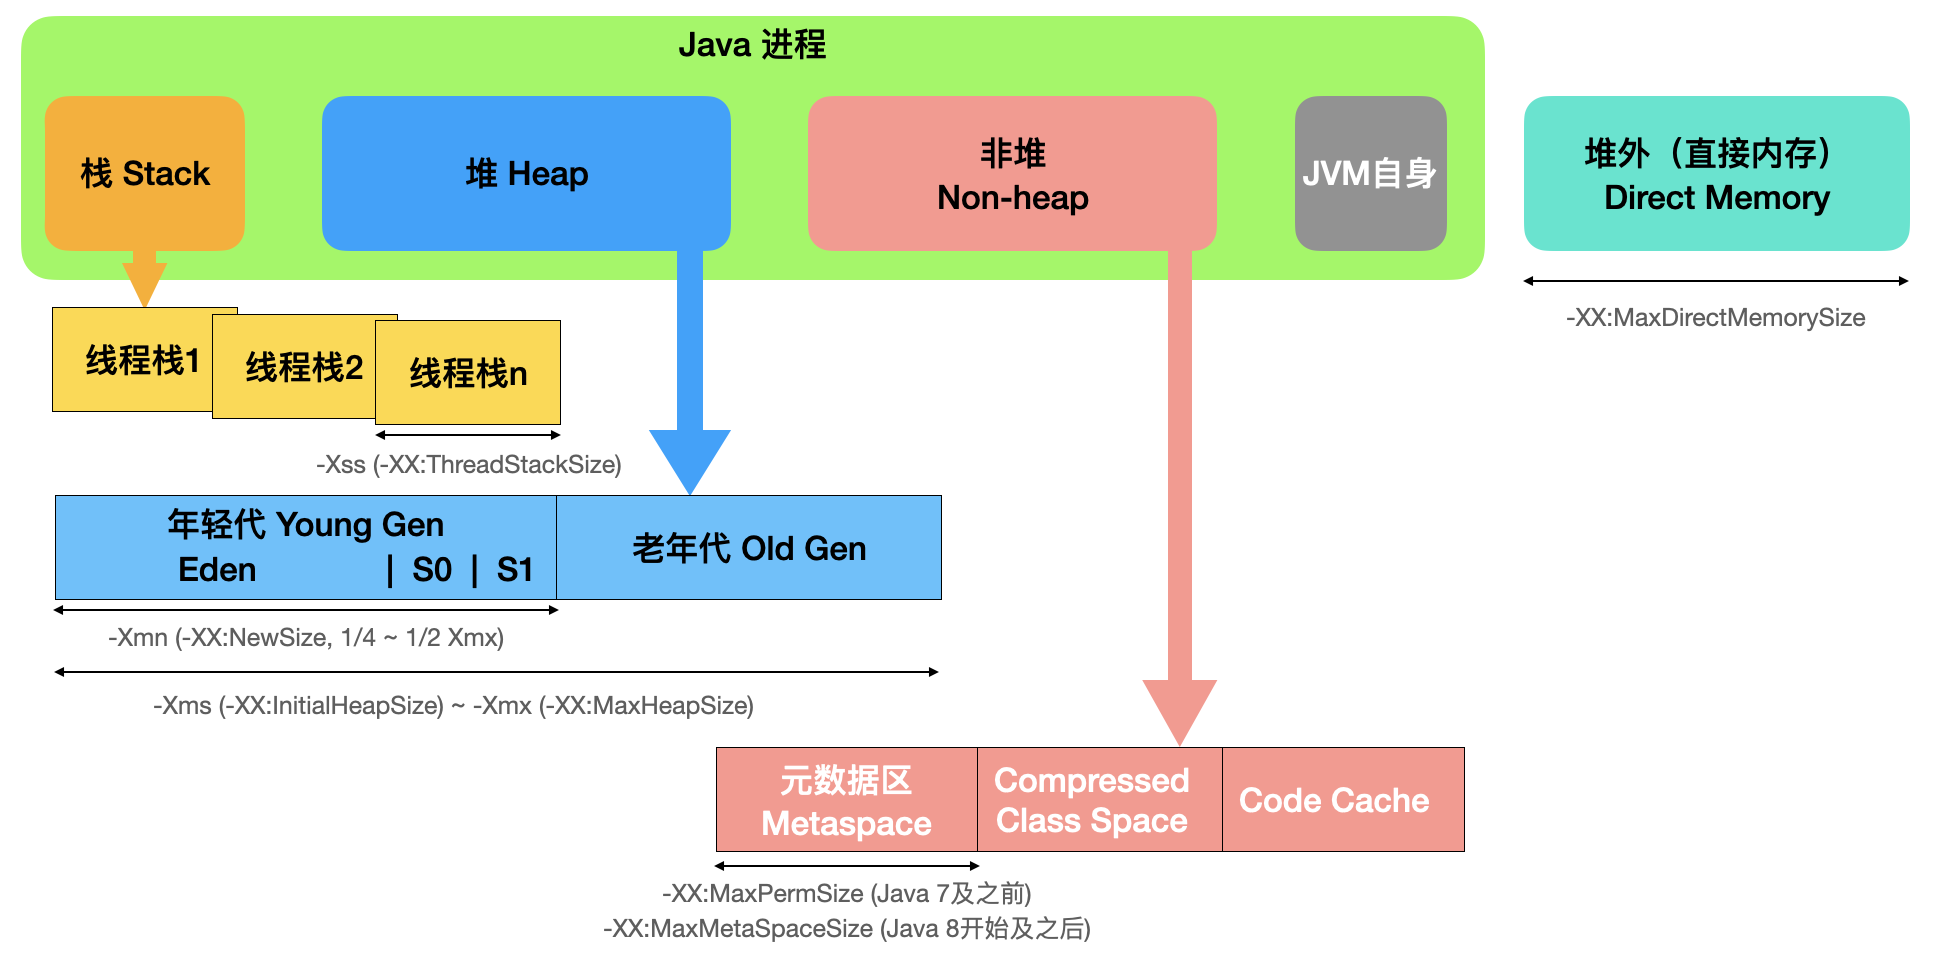 Java 进程
栈 Stack
堆 Heap
非堆
Non-heap
JVM自身
堆外（直接内存）
Direct Memory
-XX:MaxDirectMemorySize
线程栈1
线程栈2
线程栈n
-Xss (-XX:ThreadStackSize)
年轻代 Young Gen
Eden | S0 | S1
老年代 Old Gen
-Xmn (-XX:NewSize, 1/4 ~ 1/2 Xmx)
-Xms (-XX:InitialHeapSize) ~ -Xmx (-XX:MaxHeapSize)
元数据区
Metaspace
Compressed
Class Space
Code Cache
-XX:MaxPermSize (Java 7及之前)
-XX:MaxMetaSpaceSize (Java 8开始及之后)